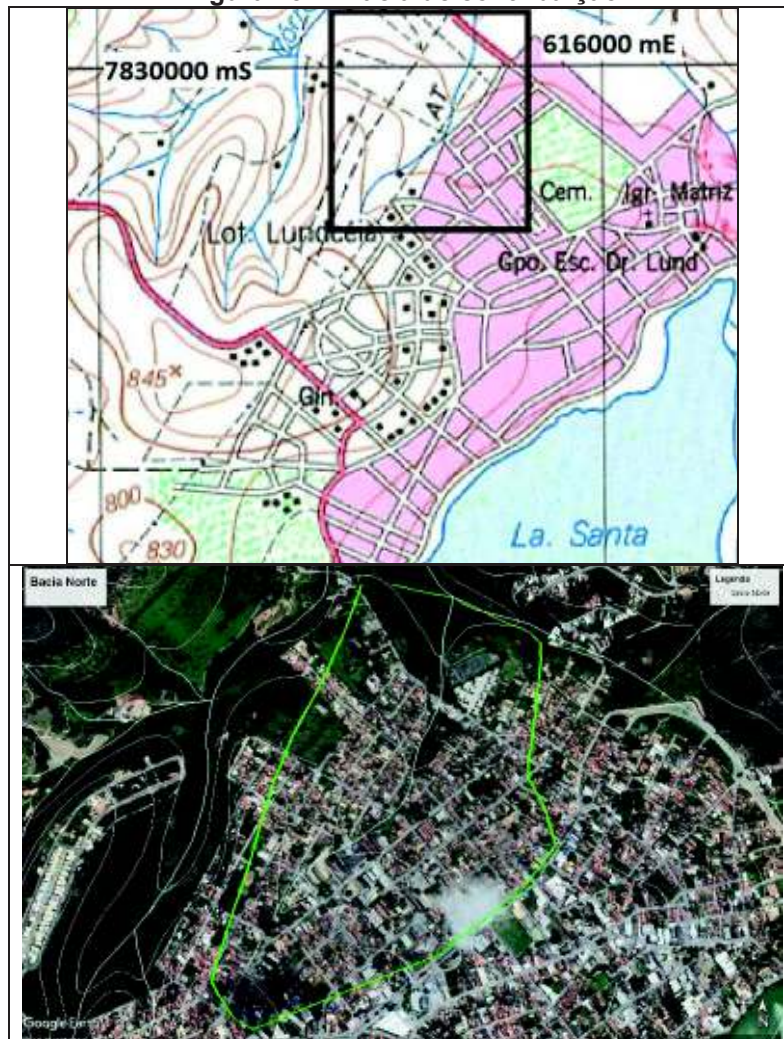 7830000 mS
616000 mE
AT
Cem.
Igr. Matriz
Lot. Lundceia
Gpo. Esc. Dr. Lund
845
Gin.
800
830
La. Santa
Bacia Norte
Legenda
Google Earth
N